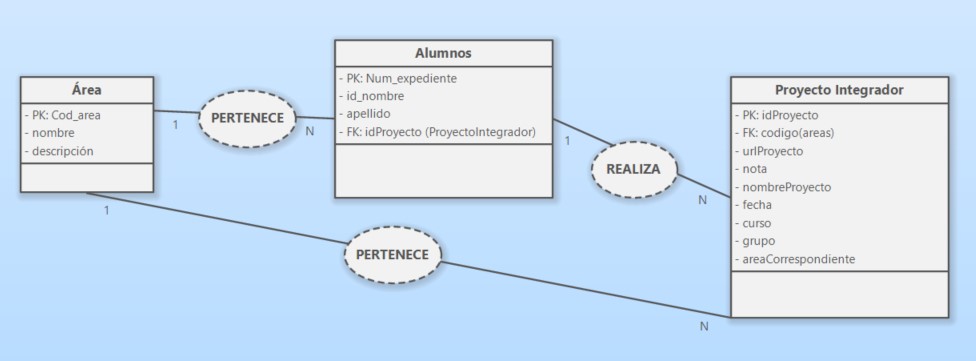 Área
- PK: Cod_area
- nombre
- descripción
1
PERTENECE
N
Alumnos
- PK: Num_expediente
- id_nombre
- apellido
- FK: idProyecto (ProyectoIntegrador)
1
REALIZA
N
Proyecto Integrador
- PK: idProyecto
- FK: codigo(areas)
- urlProyecto
- nota
- nombreProyecto
- fecha
- curso
- grupo
- areaCorrespondiente
1
PERTENECE
N